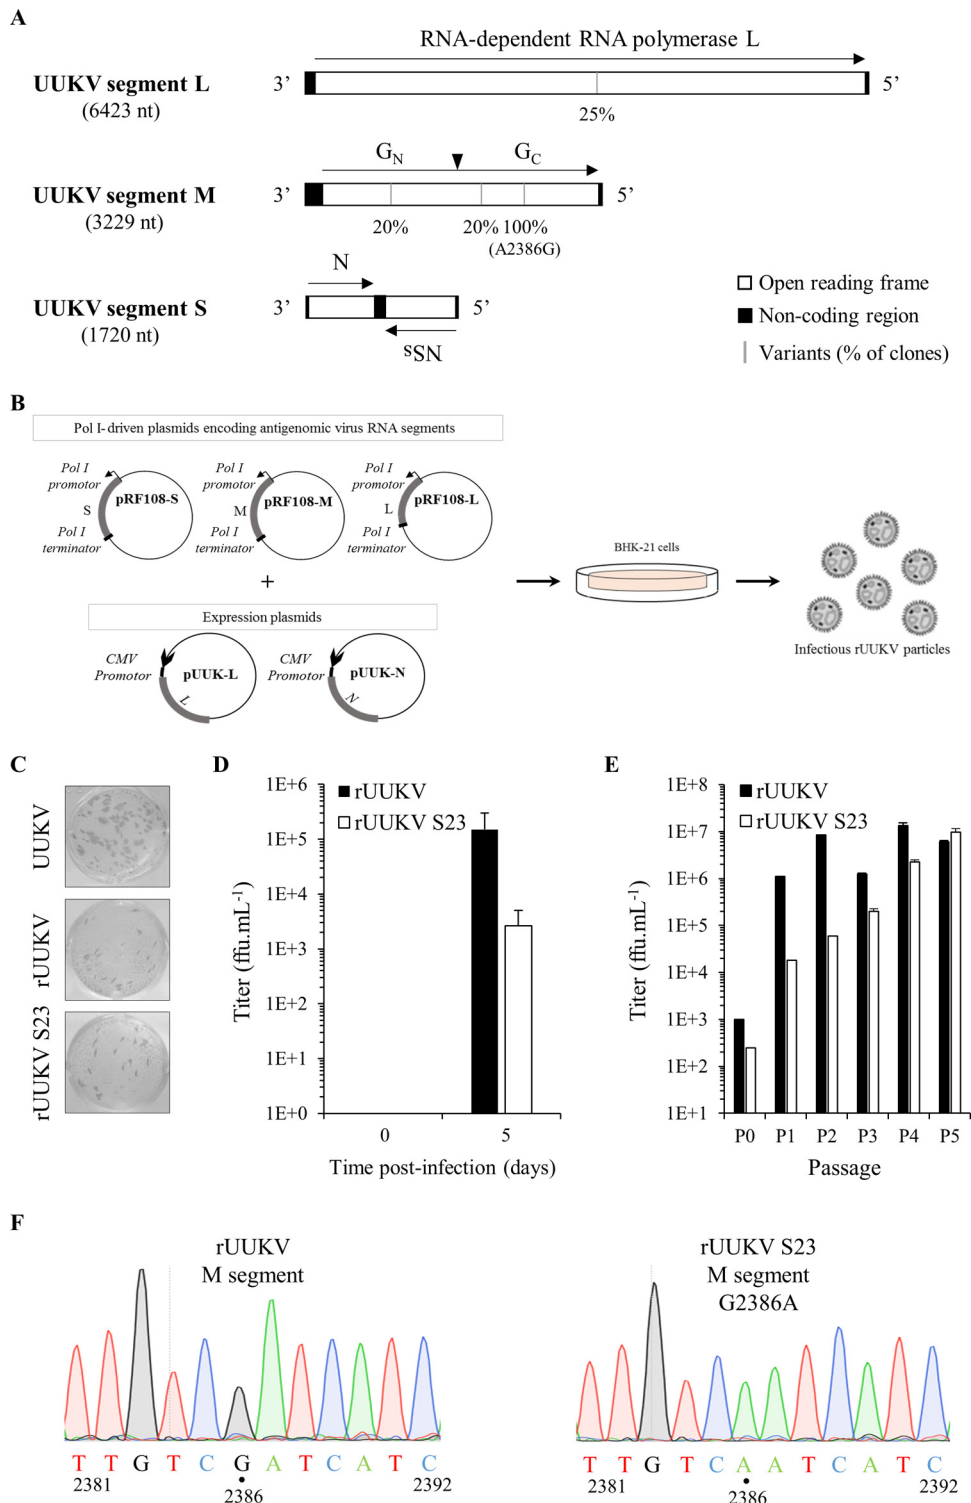 A
RNA-dependent RNA polymerase L
UUKV segment L
(6423 nt)
3’
5’
25%
GN
GC
UUKV segment M
(3229 nt)
3’
5’
20%
20%
100%
(A2386G)
N
UUKV segment S
(1720 nt)
3’
5’
NSs
Open reading frame
Non-coding region
Variants (% of clones)
B
Pol I-driven plasmids encoding antigenomic virus RNA segments
Pol I
promotor
pRF108-S
S
Pol I
terminator
Pol I
promotor
pRF108-M
M
Pol I
terminator
Pol I
promotor
pRF108-L
L
Pol I
terminator
+
Expression plasmids
CMV
Promotor
pUUK-L
L
CMV
Promotor
pUUK-N
N
BHK-21 cells
Infectious rUUKV particles
C
UUKV
rUUKV
rUUKV S23
D
rUUKV
rUUKV S23
Titer (ffu.mL-1)
1E+6
1E+5
1E+4
1E+3
1E+2
1E+1
1E+0
0
5
Time post-infection (days)
E
rUUKV
rUUKV S23
Titer (ffu.mL-1)
1E+8
1E+7
1E+6
1E+5
1E+4
1E+3
1E+2
1E+1
P0 P1 P2 P3 P4 P5
Passage
F
rUUKV
M segment
T T G T C G A T C A T C
2381
2386
2392
rUUKV S23
M segment
G2386A
T T G T C A A T C A T C
2381
2386
2392